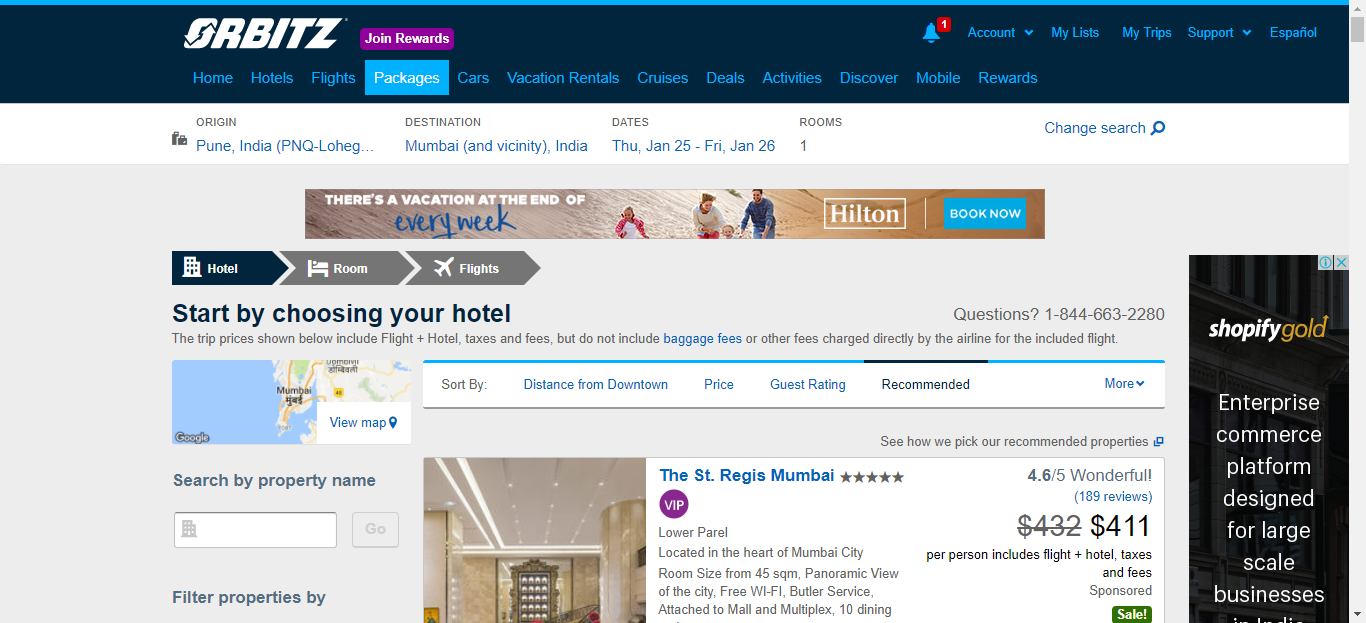 ORBITZ
Join Rewards
1
Account
My Lists
My Trips
Support
Español
Home
Hotels
Flights
Packages
Cars
Vacation Rentals
Cruises
Deals
Activities
Discover
Mobile
Rewards
ORIGIN
Pune, India (PNQ-Loheg…
DESTINATION
Mumbai (and vicinity), India
DATES
Thu, Jan 25 - Fri, Jan 26
ROOMS
1
Change search
THERE'S A VACATION AT THE END OF
every week
Hilton
BOOK NOW
Hotel
Room
Flights
Start by choosing your hotel
Questions? 1-844-663-2280
The trip prices shown below include Flight + Hotel, taxes and fees, but do not include baggage fees or other fees charged directly by the airline for the included flight.
डोंम्बिवली
Mumbai
मुंबई
48
Google
View map
Sort By:
Distance from Downtown
Price
Guest Rating
Recommended
More
See how we pick our recommended properties
Search by property name
Go
Filter properties by
The St. Regis Mumbai
VIP
Lower Parel
Located in the heart of Mumbai City
Room Size from 45 sqm, Panoramic View
of the city, Free WI-FI, Butler Service,
Attached to Mall and Multiplex, 10 dining
4.6/5 Wonderful!
(189 reviews)
$432 $411
per person includes flight + hotel, taxes
and fees
Sponsored
Sale!
shopifygold
Enterprise
commerce
platform
designed
for large
scale
businesses
in India